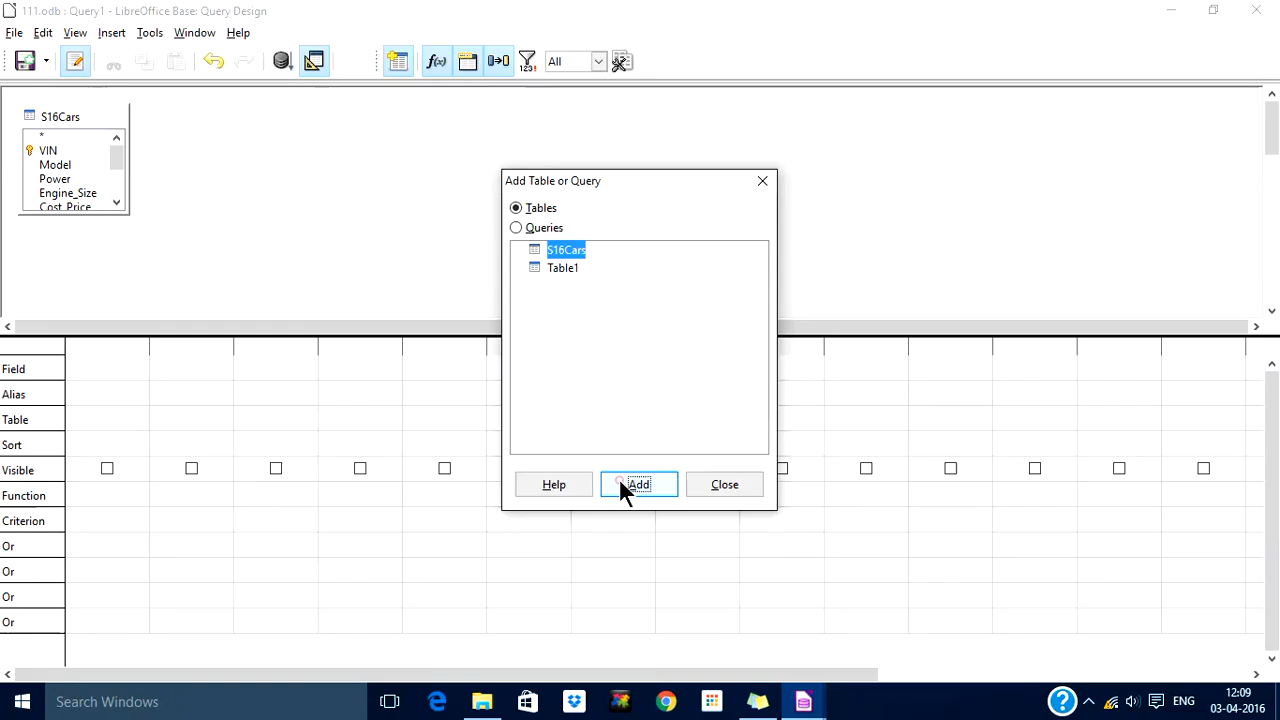 111.odb : Query1 - LibreOffice Base: Query Design
File Edit View Insert Tools Window Help
f(x) 123! All
S16Cars
*
VIN
Model
Power
Engine_Size
Cost_Price
Add Table or Query
Tables
Queries
S16Cars
Table1
Help Add Close
Field
Alias
Table
Sort
Visible
Function
Criterion
Or
Or
Or
Or
Search Windows
ENG
12:09
03-04-2016